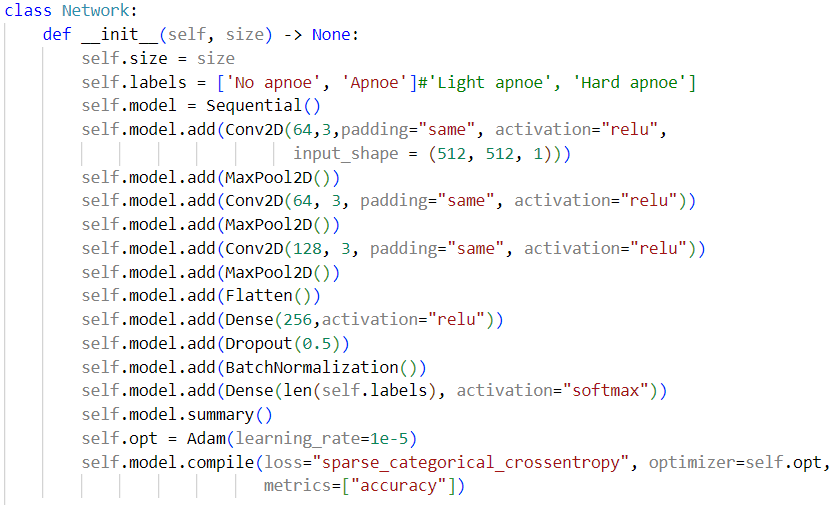 class Network:
    def __init__(self, size) -> None:
        self.size = size
        self.labels = ['No apnoe', 'Apnoe']#'Light apnoe', 'Hard apnoe']
        self.model = Sequential()
        self.model.add(Conv2D(64,3,padding="same", activation="relu",
                              input_shape = (512, 512, 1)))
        self.model.add(MaxPool2D())
        self.model.add(Conv2D(64, 3, padding="same", activation="relu"))
        self.model.add(MaxPool2D())
        self.model.add(Conv2D(128, 3, padding="same", activation="relu"))
        self.model.add(MaxPool2D())
        self.model.add(Flatten())
        self.model.add(Dense(256,activation="relu"))
        self.model.add(Dropout(0.5))
        self.model.add(BatchNormalization())
        self.model.add(Dense(len(self.labels), activation="softmax"))
        self.model.summary()
        self.opt = Adam(learning_rate=1e-5)
        self.model.compile(loss="sparse_categorical_crossentropy", optimizer=self.opt,
                           metrics=["accuracy"])